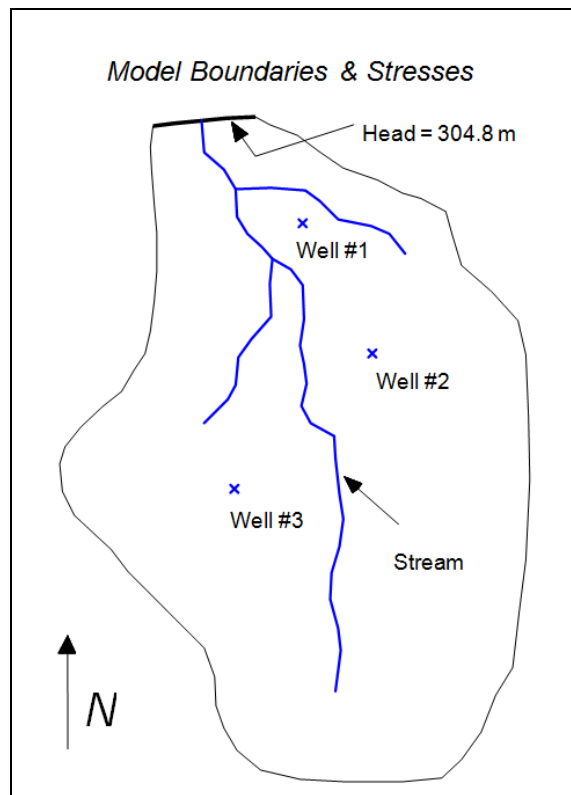 Model Boundaries & Stresses
Head = 304.8 m
Well #1
Well #2
Well #3
Stream
N